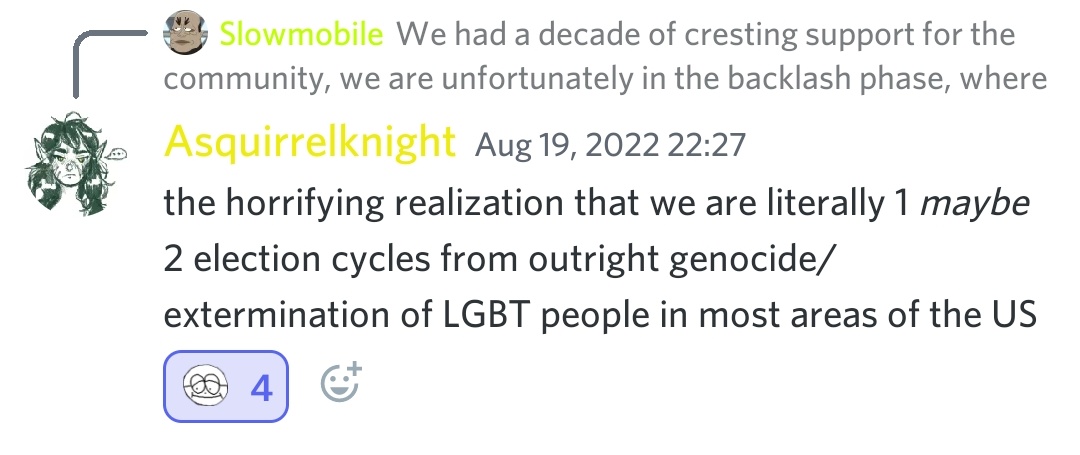 Slowmobile We had a decade of cresting support for the
community, we are unfortunately in the backlash phase, where
Asquirrelknight Aug 19, 2022 22:27
the horrifying realization that we are literally 1 maybe
2 election cycles from outright genocide/
extermination of LGBT people in most areas of the US
4